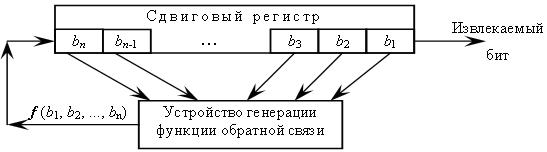 Сдвиговый регистр
bn bn-1 ... b3 b2 b1
Извлекаемый
бит
f (b1, b2, ..., bn)
Устройство генерации
функции обратной связи